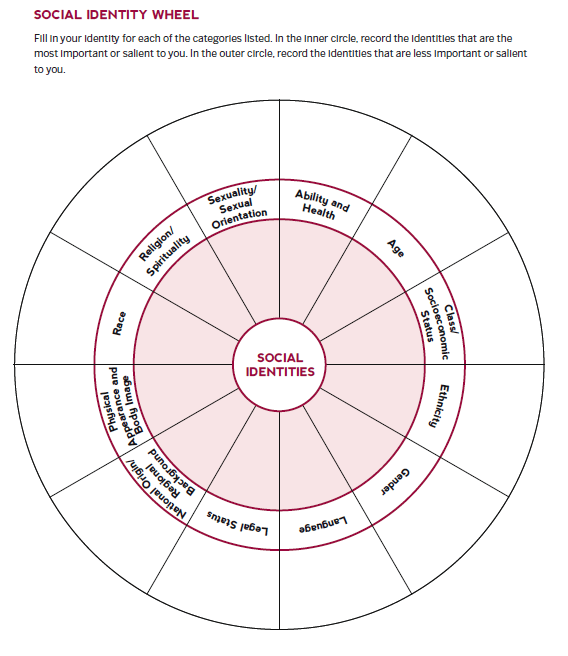 SOCIAL IDENTITY WHEEL
Fill in your identity for each of the categories listed. In the inner circle, record the identities that are the
most important or salient to you. In the outer circle, record the identities that are less important or salient
to you.
Sexuality/
Sexual
Orientation
Ability and
Health
Age
Class/
Socioeconomic
Status
Ethnicity
Gender
Language
Legal Status
National Origin/
Regional
Background
Physical
Appearance and
Body Image
Race
Religion/
Spirituality
SOCIAL
IDENTITIES